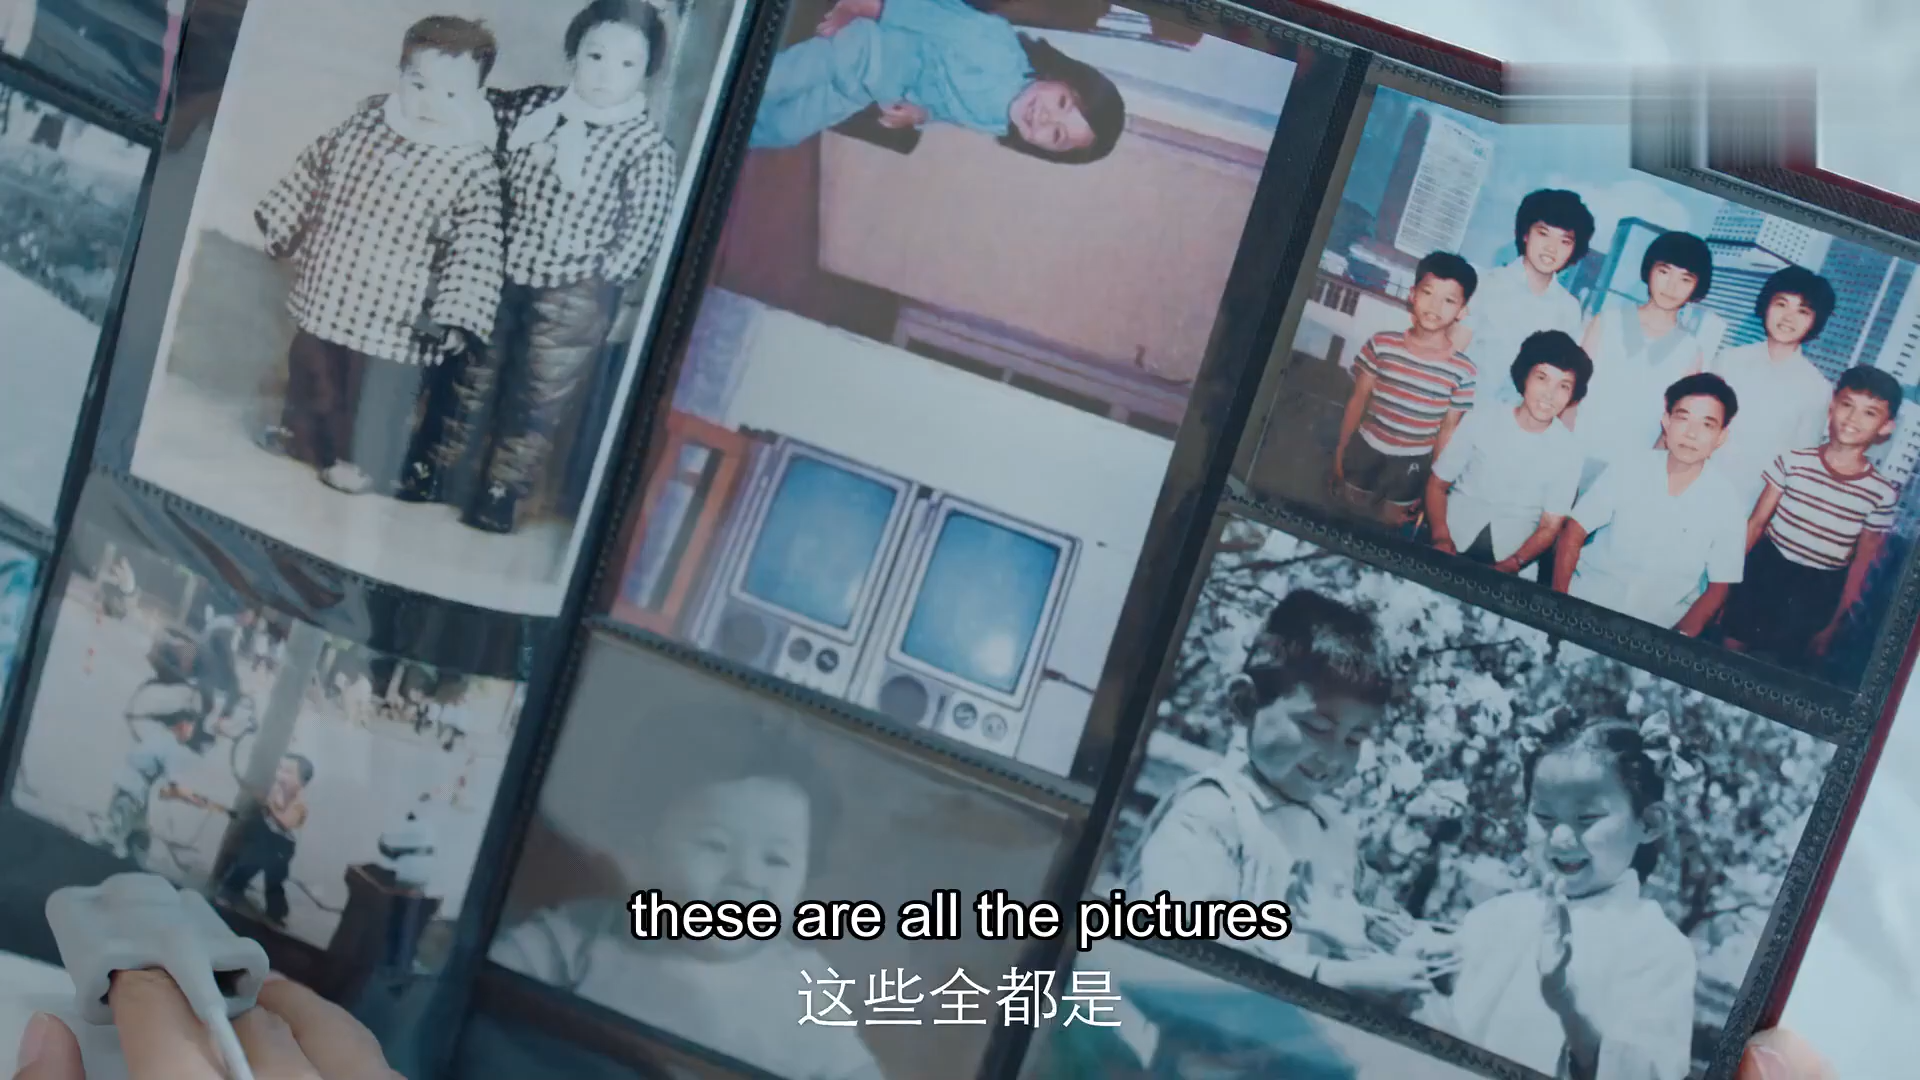 these are all the pictures
这些全都是